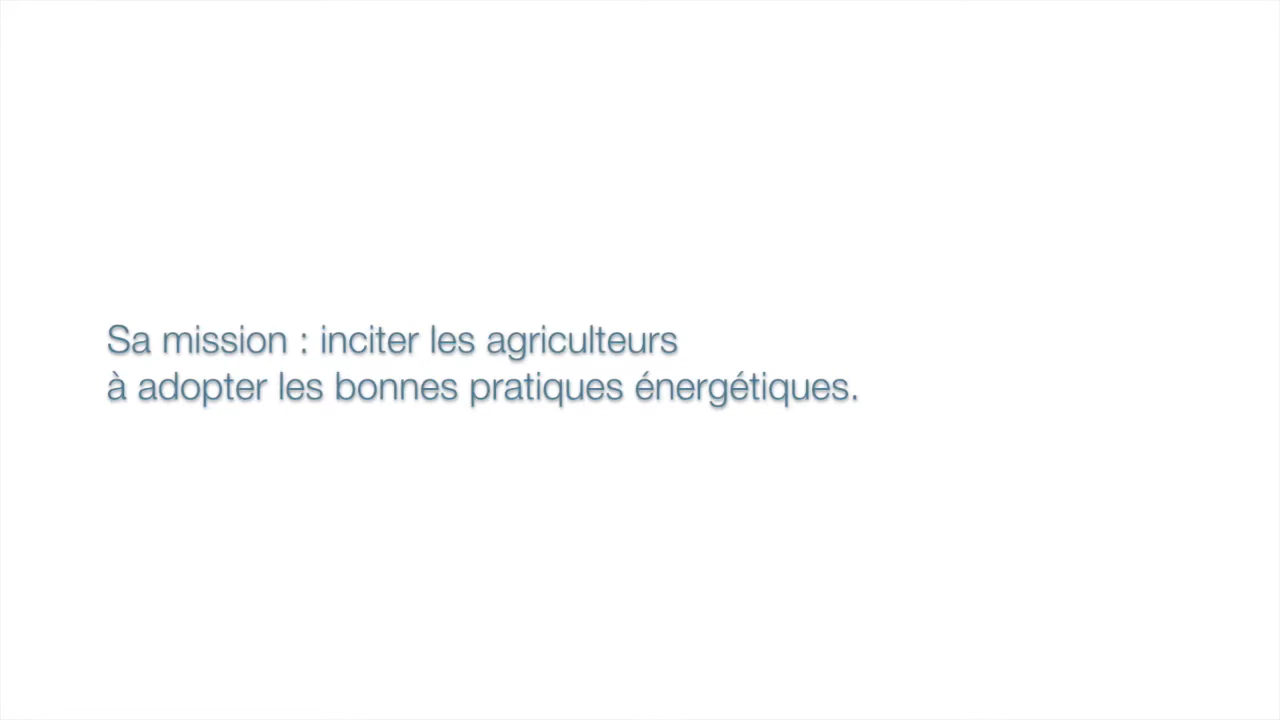 Sa mission : inciter les agriculteurs
à adopter les bonnes pratiques énergétiques.